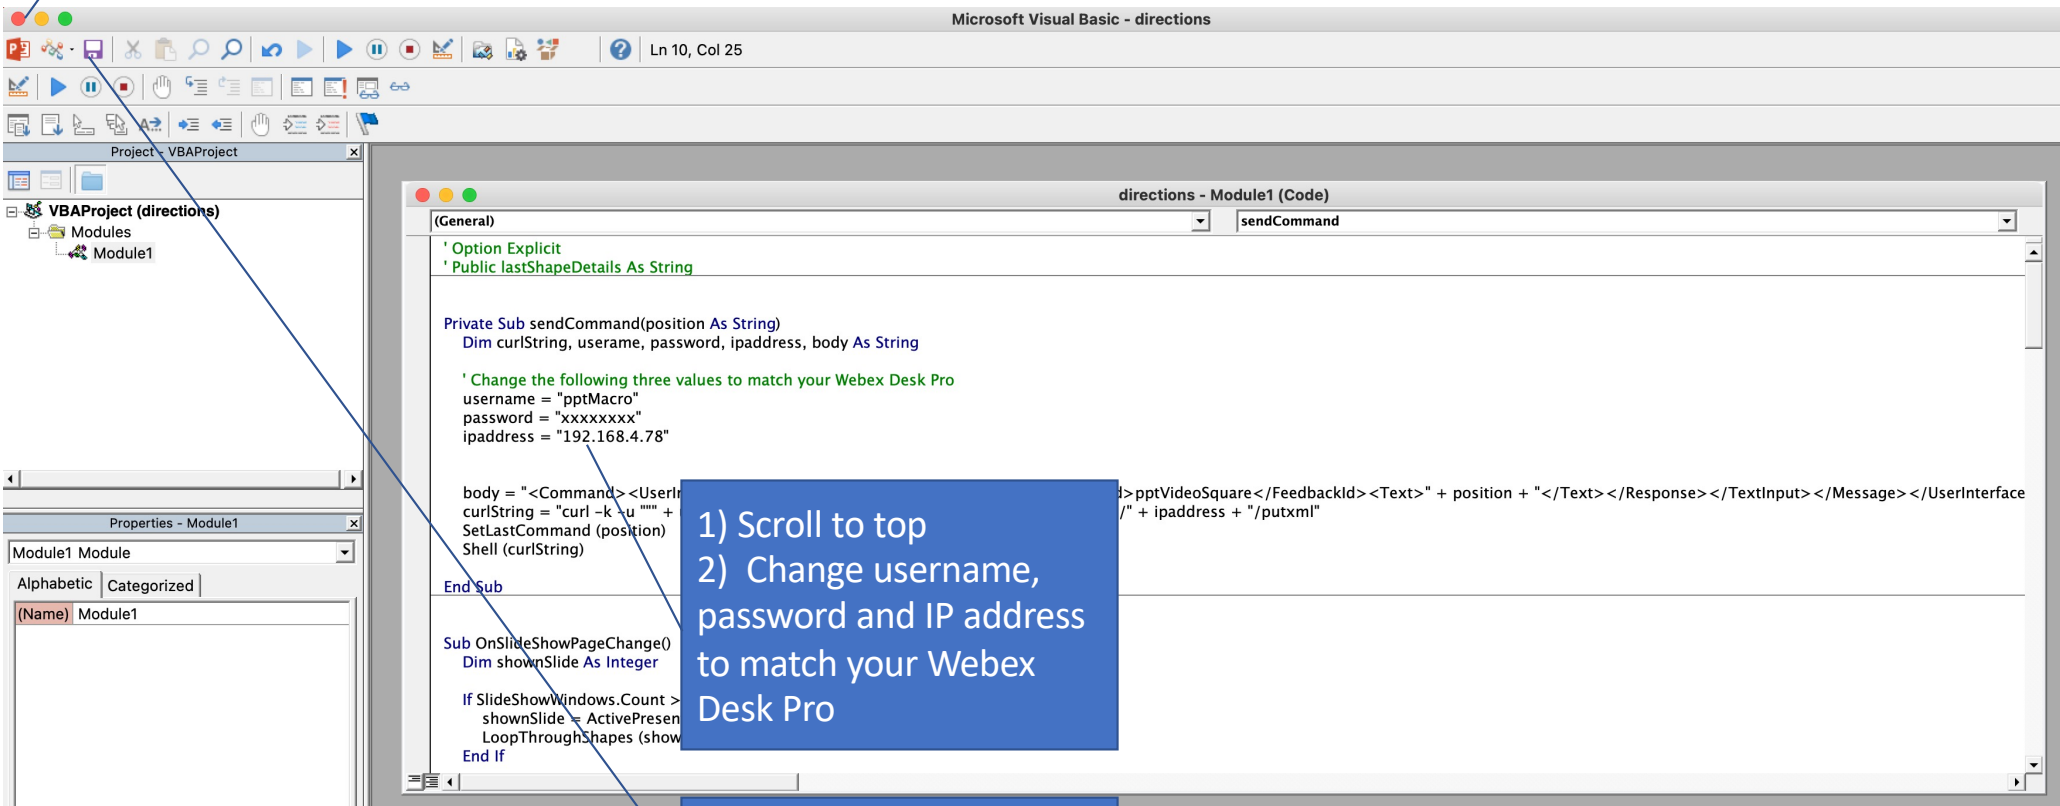 Microsoft Visual Basic - directions
Ln 10, Col 25
Project - VBAProject
VBAProject (directions)
Modules
Module1
Properties - Module1
Module1 Module
Alphabetic Categorized
(Name) Module1
directions - Module1 (Code)
(General) sendCommand
' Option Explicit
' Public lastShapeDetails As String
Private Sub sendCommand(position As String)
Dim curlString, userame, password, ipaddress, body As String
' Change the following three values to match your Webex Desk Pro
username = "pptMacro"
password = "xxxxxxxx"
ipaddress = "192.168.4.78"
body = "<Command><UserIn >pptVideoSquare</FeedbackId><Text>" + position + "</Text></Response></TextInput></Message></UserInterface
curlString = "curl -k -u """ + /" + ipaddress + "/putxml"
SetLastCommand (position)
Shell (curlString)
End Sub
Sub OnSlideShowPageChange()
Dim shownSlide As Integer
If SlideShowWindows.Count >
shownSlide = ActivePresen
LoopThroughShapes (show
End If
1) Scroll to top
2) Change username,
password and IP address
to match your Webex
Desk Pro